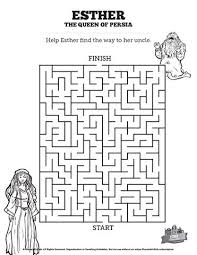 ESTHER
THE QUEEN OF PERSIA
Help Esther find the way to her uncle.
FINISH
START